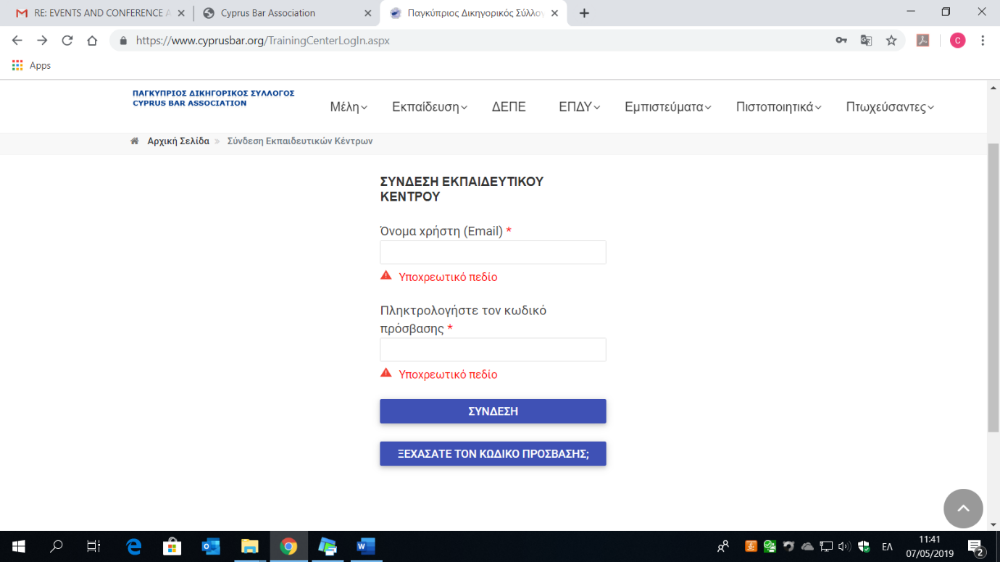 RE: EVENTS AND CONFERENCE
Cyprus Bar Association
Παγκύπριος Δικηγορικός Σύλλο
https://www.cyprusbar.org/TrainingCenterLogIn.aspx
C
Apps
ΠΑΓΚΥΠΡΙΟΣ ΔΙΚΗΓΟΡΙΚΟΣ ΣΥΛΛΟΓΟΣ
CYPRUS BAR ASSOCIATION
Μέλη Εκπαίδευση ΔΕΠΕ ΕΠΔΥ Εμπιστεύματα Πιστοποιητικά Πτωχεύσαντες
Αρχική Σελίδα » Σύνδεση Εκπαιδευτικών Κέντρων
ΣΥΝΔΕΣΗ ΕΚΠΑΙΔΕΥΤΙΚΟΥ
ΚΕΝΤΡΟΥ
Όνομα χρήστη (Email) *
Υποχρεωτικό πεδίο
Πληκτρολογήστε τον κωδικό
πρόσβασης *
Υποχρεωτικό πεδίο
ΣΥΝΔΕΣΗ
ΞΕΧΑΣΑΤΕ ΤΟΝ ΚΩΔΙΚΟ ΠΡΟΣΒΑΣΗΣ;
ΕΛ
11:41
07/05/2019
2